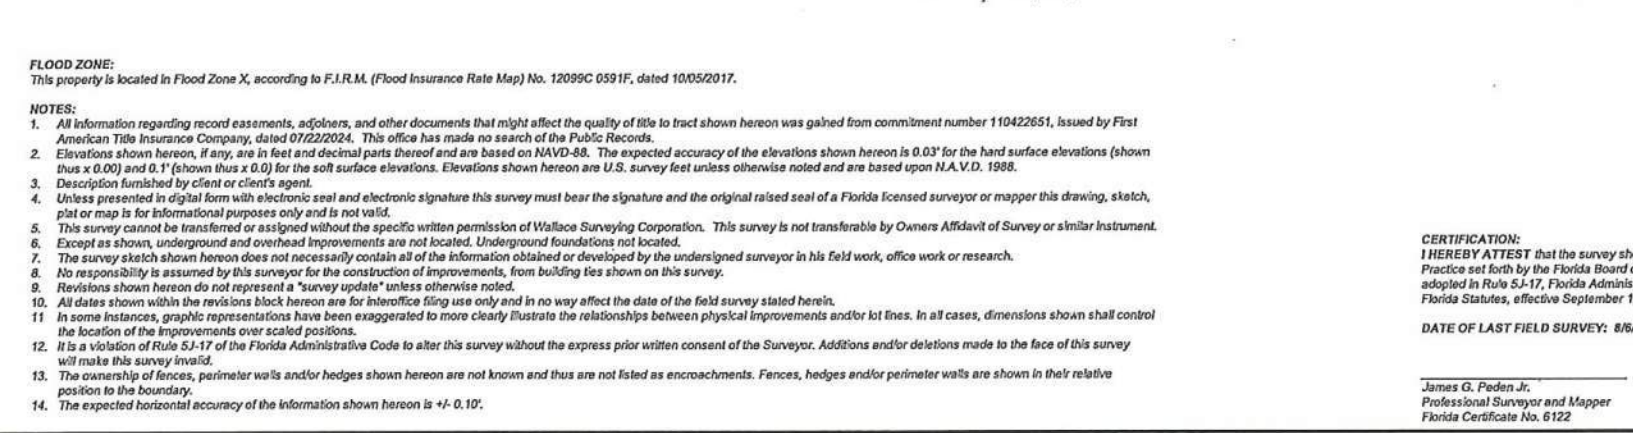 FLOOD ZONE:
This property is located in Flood Zone X, according to F.I.R.M. (Flood Insurance Rate Map) No. 12099C 0591F, dated 10/05/2017.
NOTES:
1. All information regarding record easements, adjoiners, and other documents that might affect the quality of title to tract shown hereon was gained from commitment number 110422651, issued by First
American Title Insurance Company, dated 07/22/2024. This office has made no search of the Public Records.
2. Elevations shown hereon, if any, are in feet and decimal parts thereof and are based on NAVD-88. The expected accuracy of the elevations shown hereon is 0.03' for the hard surface elevations (shown
thus x 0.00) and 0.1' (shown thus x 0.0) for the soft surface elevations. Elevations shown hereon are U.S. survey feet unless otherwise noted and are based upon N.A.V.D. 1988.
3. Description furnished by client or client's agent.
4. Unless presented in digital form with electronic seal and electronic signature this survey must bear the signature and the original raised seal of a Florida licensed surveyor or mapper this drawing, sketch,
plat or map is for informational purposes only and is not valid.
5. This survey cannot be transferred or assigned without the specific written permission of Wallace Surveying Corporation. This survey is not transferable by Owners Affidavit of Survey or similar Instrument.
6. Except as shown, underground and overhead improvements are not located. Underground foundations not located.
7. The survey sketch shown hereon does not necessarily contain all of the information obtained or developed by the undersigned surveyor in his field work, office work or research.
8. No responsibility is assumed by this surveyor for the construction of improvements, from building ties shown on this survey.
9. Revisions shown hereon do not represent a "survey update" unless otherwise noted.
10. All dates shown within the revisions block hereon are for interoffice filing use only and in no way affect the date of the field survey stated herein.
11 In some instances, graphic representations have been exaggerated to more clearly illustrate the relationships between physical improvements and/or lot lines. In all cases, dimensions shown shall control
the location of the improvements over scaled positions.
12. It is a violation of Rule 5J-17 of the Florida Administrative Code to alter this survey without the express prior written consent of the Surveyor. Additions and/or deletions made to the face of this survey
will make this survey invalid.
13. The ownership of fences, perimeter walls and/or hedges shown hereon are not known and thus are not listed as encroachments. Fences, hedges and/or perimeter walls are shown in their relative
position to the boundary.
14. The expected horizontal accuracy of the information shown hereon is +/- 0.10'.
CERTIFICATION:
I HEREBY ATTEST that the survey sh
Practice set forth by the Florida Board
adopted in Rule 5J-17, Florida Adminis
Florida Statutes, effective September 1
DATE OF LAST FIELD SURVEY: 8/6/
James G. Peden Jr.
Professional Surveyor and Mapper
Florida Certificate No. 6122